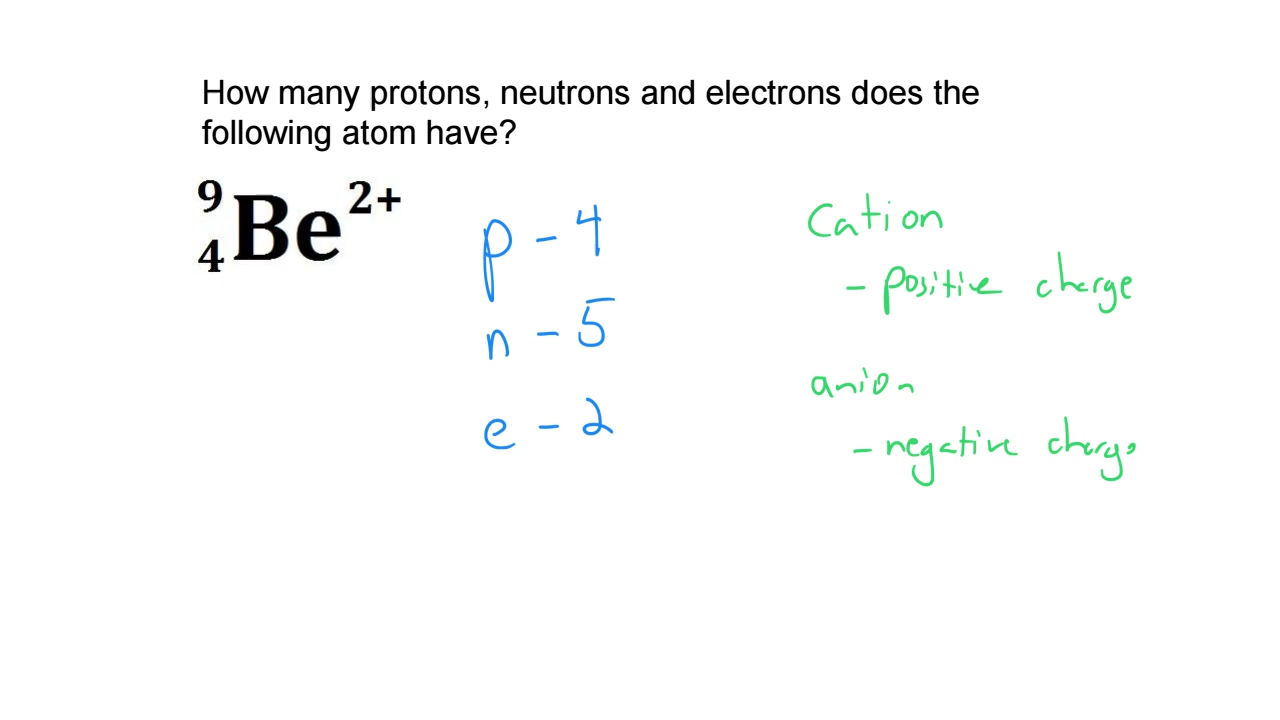 How many protons, neutrons and electrons does the
following atom have?
⁹₄Be²⁺
p - 4
n - 5
e - 2
Cation
- positive charge
anion
- negative charge